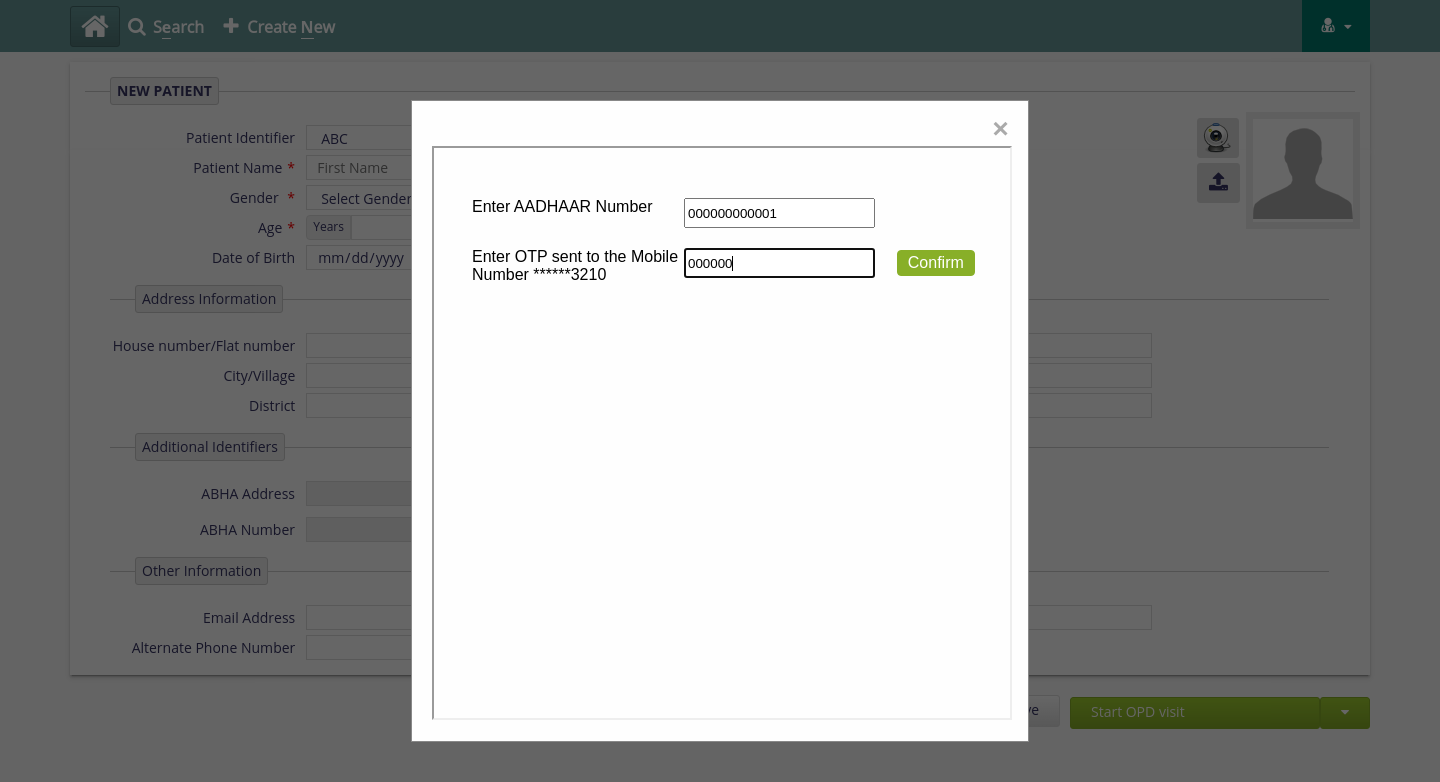 Search
Create New
NEW PATIENT
Patient Identifier
ABC
Patient Name *
First Name
Gender *
Select Gender
Age *
Years
Date of Birth
mm/dd/yyyy
Address Information
House number/Flat number
City/Village
District
Additional Identifiers
ABHA Address
ABHA Number
Other Information
Email Address
Alternate Phone Number
×
Enter AADHAAR Number
000000000001
Enter OTP sent to the Mobile
Number ******3210
000000
Confirm
Start OPD visit